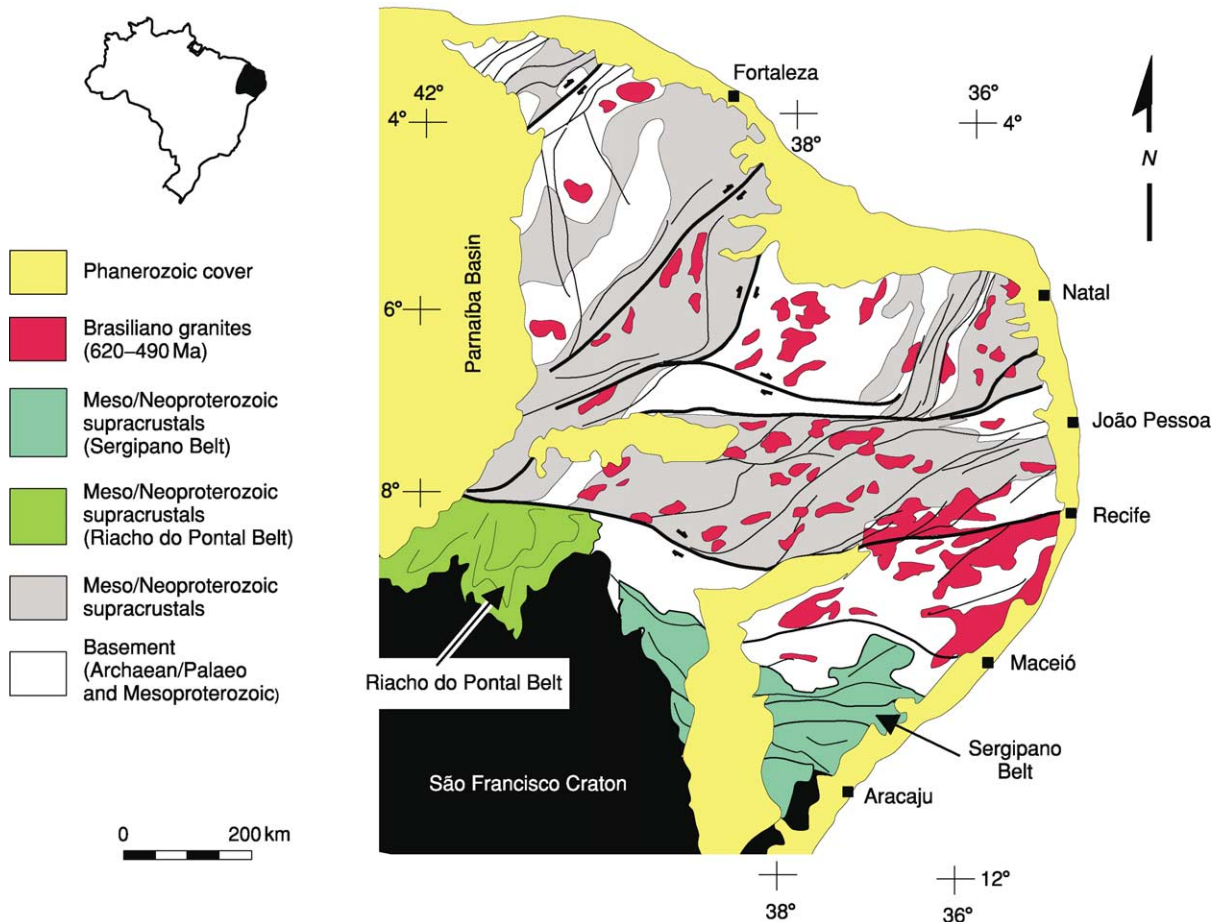 Phanerozoic cover
Brasiliano granites
(620–490 Ma)
Meso/Neoproterozoic
supracrustals
(Sergipano Belt)
Meso/Neoproterozoic
supracrustals
(Riacho do Pontal Belt)
Meso/Neoproterozoic
supracrustals
Basement
(Archaean/Palaeo
and Mesoproterozoic)
0
200 km
Fortaleza
42°
4°
38°
36°
4°
N
Parnaíba Basin
6°
Natal
João Pessoa
8°
Recife
Riacho do Pontal Belt
Maceió
São Francisco Craton
Sergipano
Belt
Aracaju
38°
12°
36°